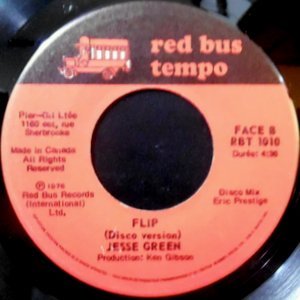 red bus
tempo
Pier-Gil Ltée
1160 est, rue
Sherbrooke
Made in Canada
All Rights
Reserved
℗ 1976
Red Bus Records
(International)
Ltd,
FACE B
RBT 1010
Durée: 4:36
Disco Mix
Eric Prestige
FLIP
(Disco version)
JESSE GREEN
Production: Ken Gibson